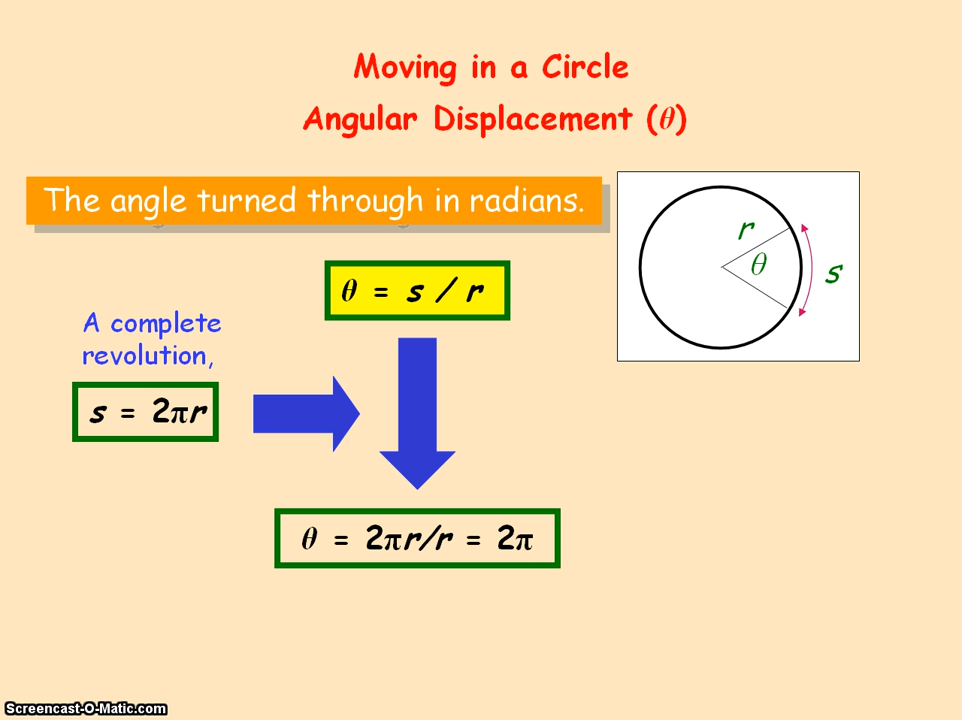 Moving in a Circle
Angular Displacement (θ)
The angle turned through in radians.
r
θ
s
θ = s / r
A complete
revolution,
s = 2πr
θ = 2πr/r = 2π
Screencast-O-Matic.com